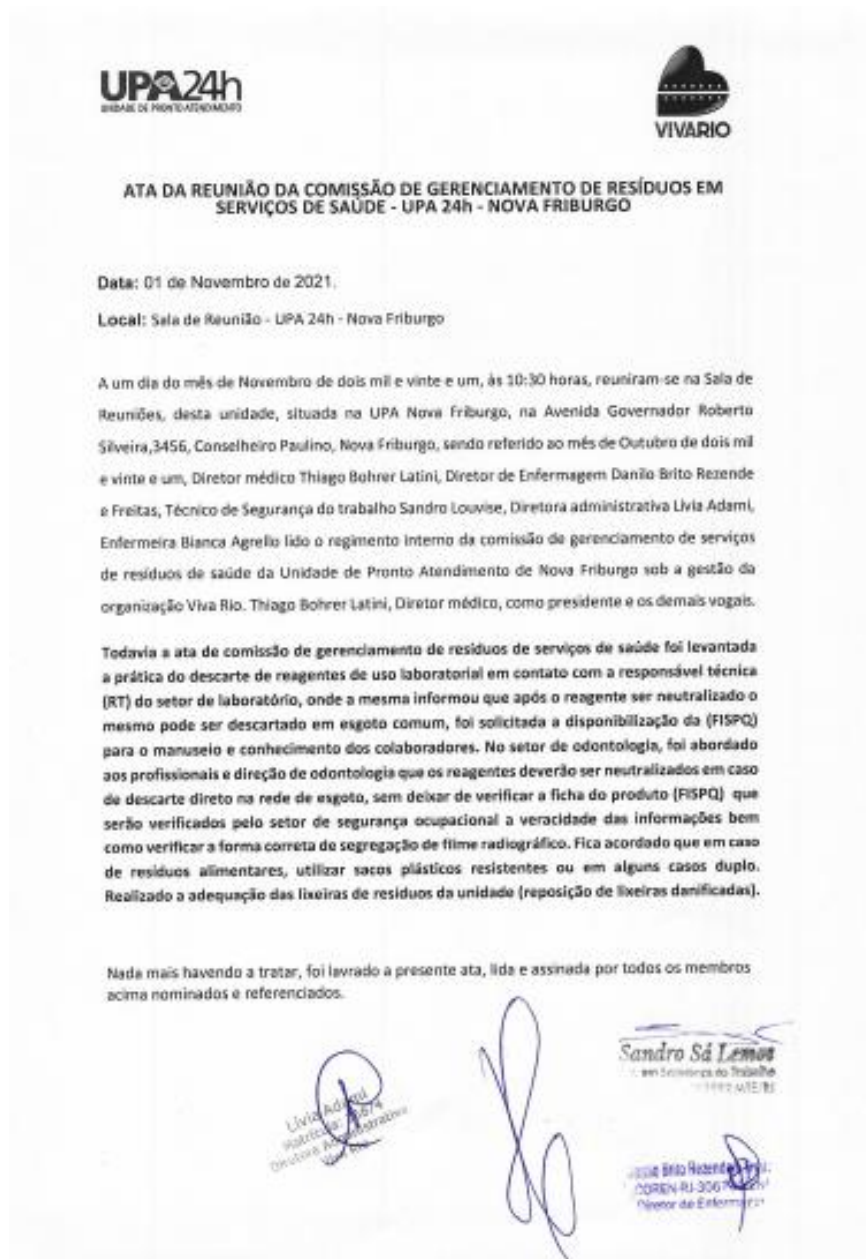 UPA24h
UNIDADE DE PRONTO ATENDIMENTO
VIVARIO
ATA DA REUNIÃO DA COMISSÃO DE GERENCIAMENTO DE RESÍDUOS EM
SERVIÇOS DE SAÚDE - UPA 24h - NOVA FRIBURGO
Data: 01 de Novembro de 2021.
Local: Sala de Reunião - UPA 24h - Nova Friburgo
A um dia do mês de Novembro de dois mil e vinte e um, às 10:30 horas, reuniram-se na Sala de
Reuniões, desta unidade, situada na UPA Nova Friburgo, na Avenida Governador Roberto
Silveira,3456, Conselheiro Paulino, Nova Friburgo, sendo referido ao mês de Outubro de dois mil
e vinte e um, Diretor médico Thiago Bohrer Latini, Diretor de Enfermagem Danilo Brito Rezende
e Freitas, Técnico de Segurança do trabalho Sandro Louvise, Diretora administrativa Livia Adami,
Enfermeira Bianca Agrello lido o regimento interno da comissão de gerenciamento de serviços
de resíduos de saúde da Unidade de Pronto Atendimento de Nova Friburgo sob a gestão da
organização Viva Rio. Thiago Bohrer Latini, Diretor médico, como presidente e os demais vogais.
Todavia a ata de comissão de gerenciamento de resíduos de serviços de saúde foi levantada
a prática do descarte de reagentes de uso laboratorial em contato com a responsável técnica
(RT) do setor de laboratório, onde a mesma informou que após o reagente ser neutralizado o
mesmo pode ser descartado em esgoto comum, foi solicitada a disponibilização da (FISPQ)
para o manuseio e conhecimento dos colaboradores. No setor de odontologia, foi abordado
aos profissionais e direção de odontologia que os reagentes deverão ser neutralizados em caso
de descarte direto na rede de esgoto, sem deixar de verificar a ficha do produto (FISPQ) que
serão verificados pelo setor de segurança ocupacional a veracidade das informações bem
como verificar a forma correta de segregação de filme radiográfico. Fica acordado que em caso
de resíduos alimentares, utilizar sacos plásticos resistentes ou em alguns casos duplo.
Realizado a adequação das lixeiras de resíduos da unidade (reposição de lixeiras danificadas).
Nada mais havendo a tratar, foi lavrado a presente ata, lida e assinada por todos os membros
acima nominados e referenciados.
Sandro Sá Lemos
em Segurança do Trabalho
Livia Adami
Matrícula:
Diretora Administrativa
Viva Rio
Brito Rezende
COREN-RJ
Diretor de Enfermagem